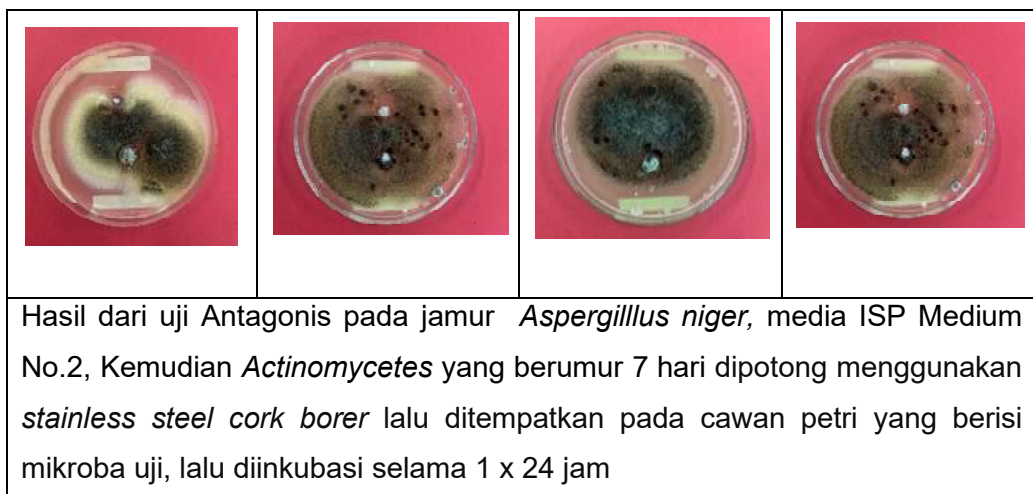 Hasil dari uji Antagonis pada jamur Aspergilllus niger, media ISP Medium
No.2, Kemudian Actinomycetes yang berumur 7 hari dipotong menggunakan
stainless steel cork borer lalu ditempatkan pada cawan petri yang berisi
mikroba uji, lalu diinkubasi selama 1 x 24 jam